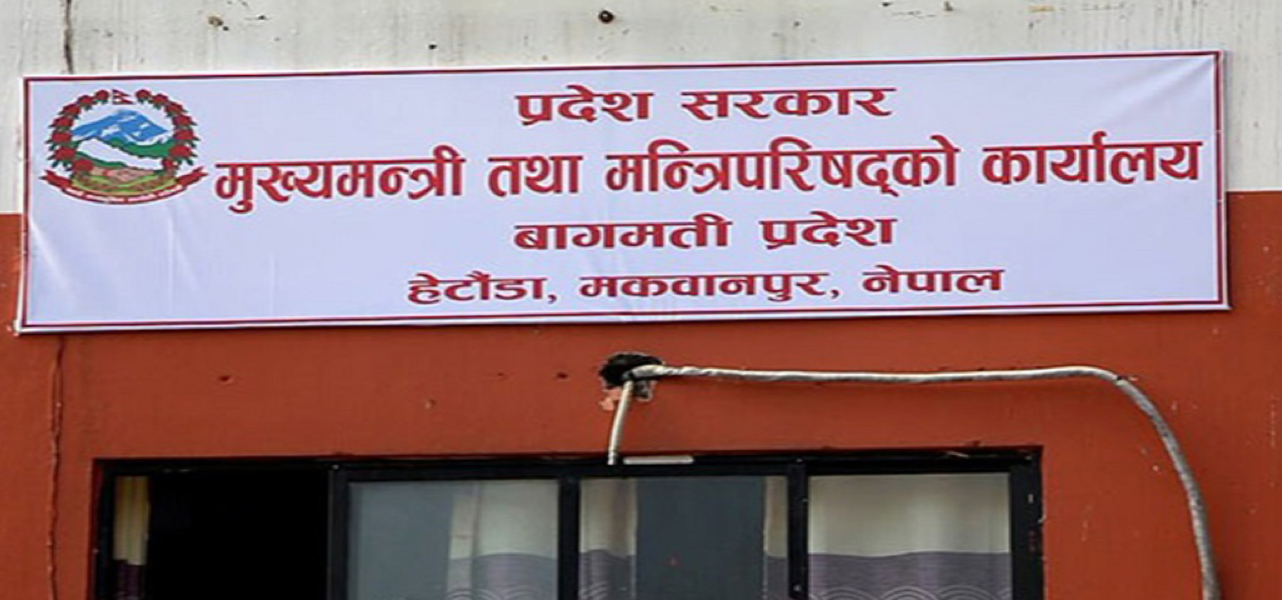 प्रदेश सरकार
मुख्यमन्त्री तथा मन्त्रिपरिषद्को कार्यालय
बागमती प्रदेश
हेटौंडा, मकवानपुर, नेपाल